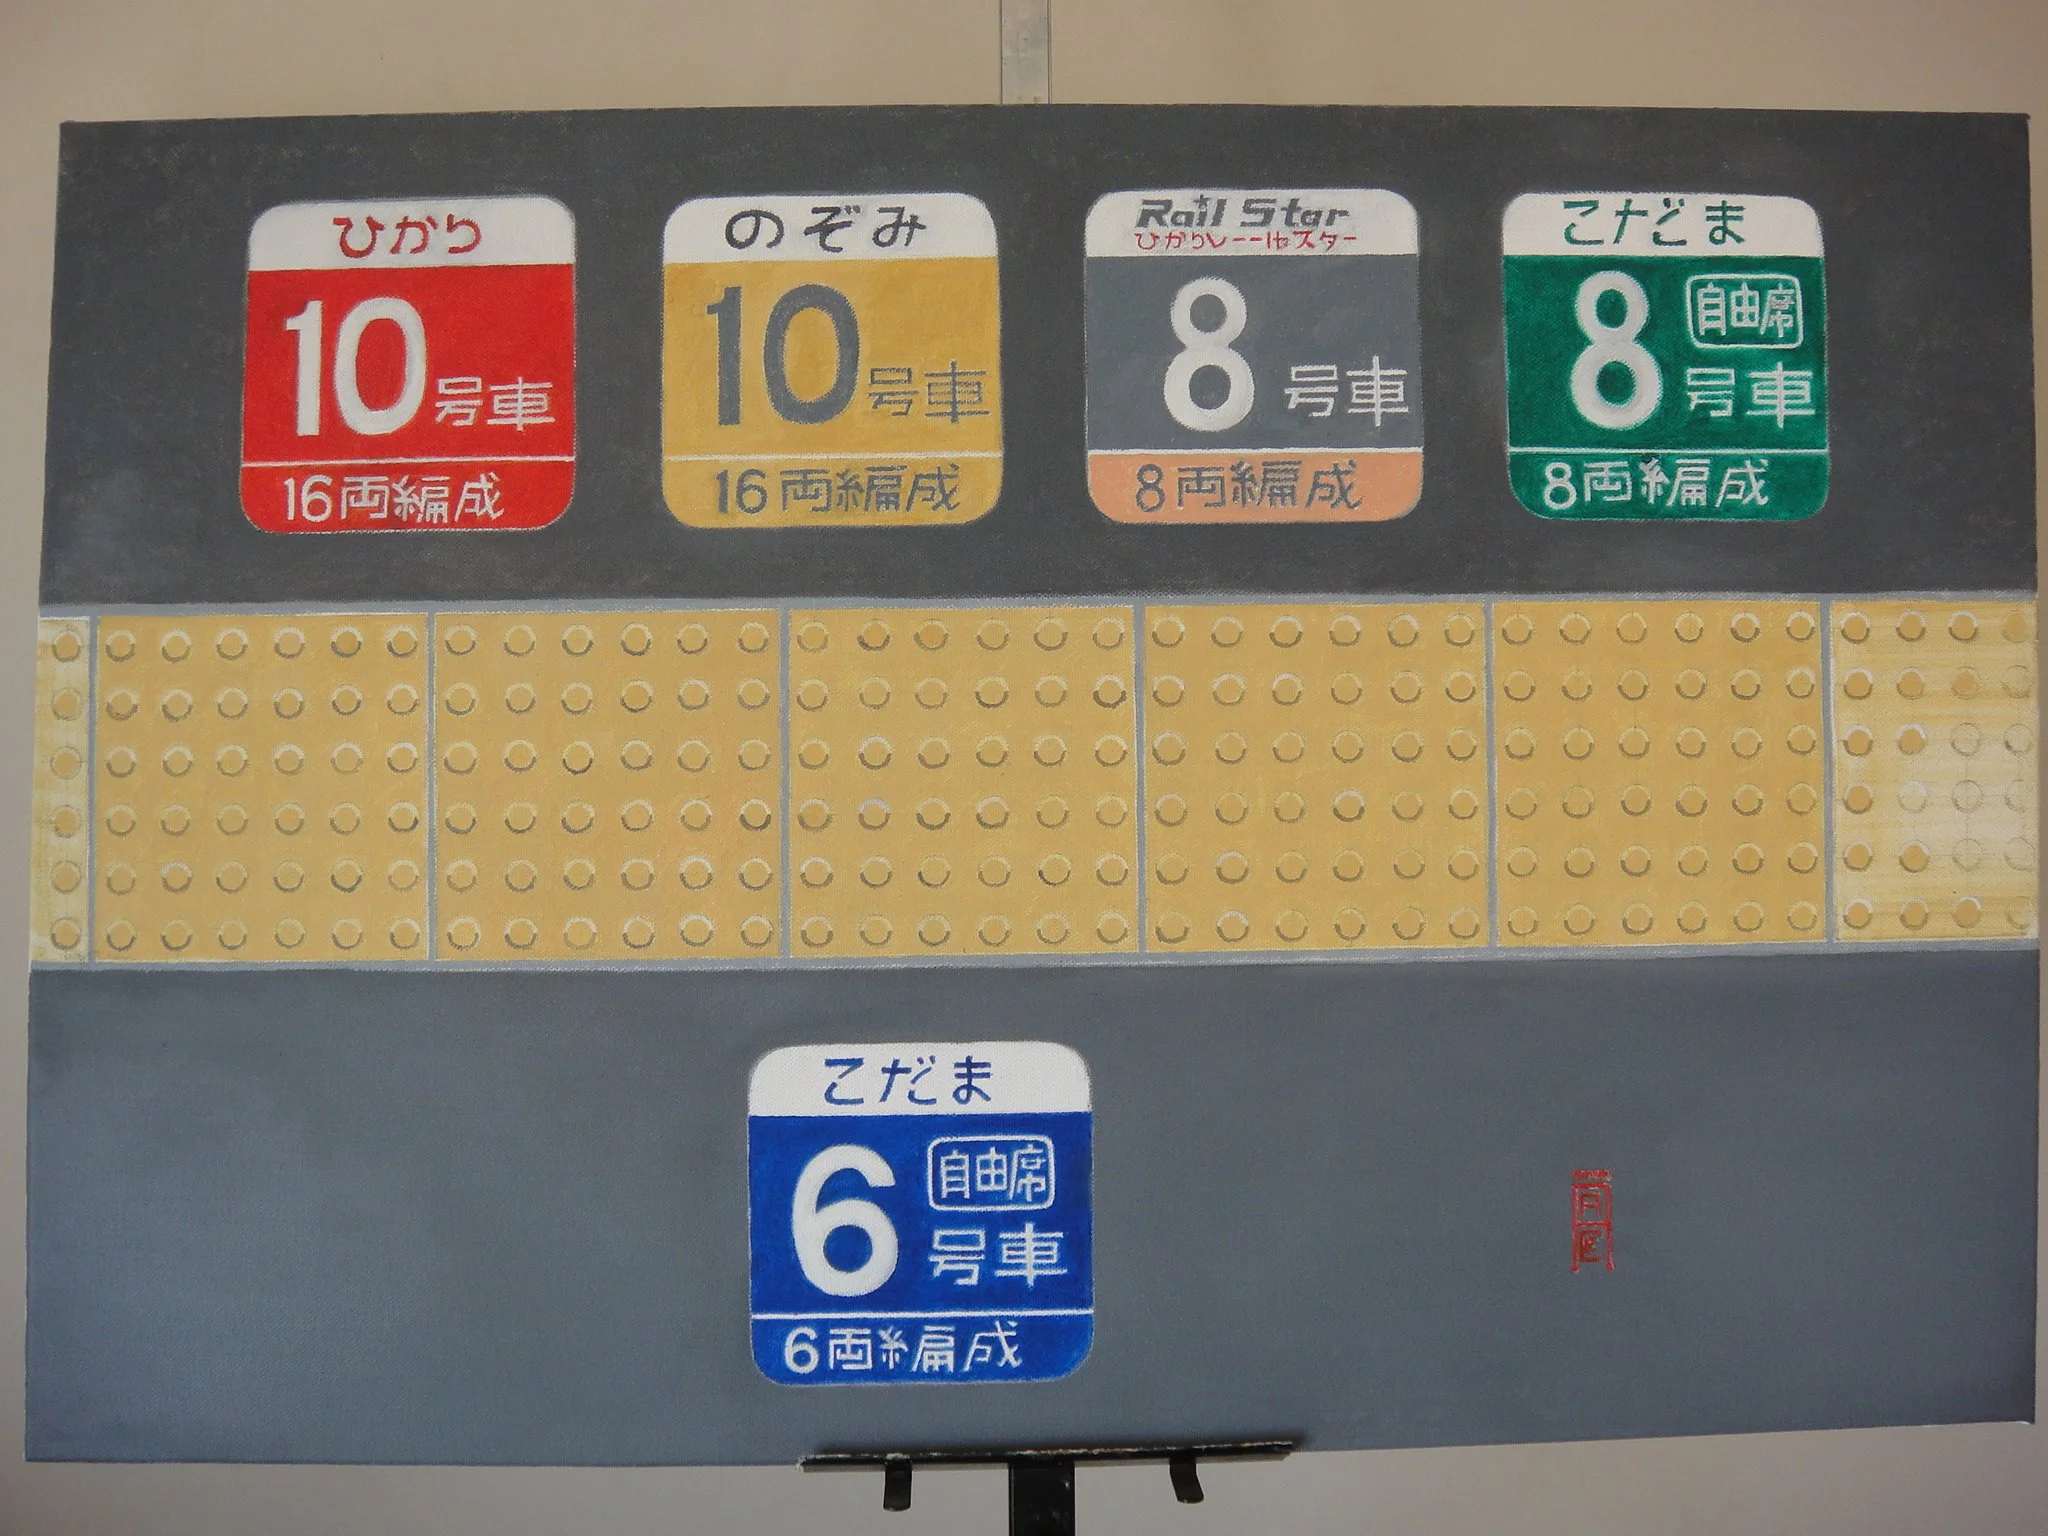 ひかり
10号車
16両編成
のぞみ
10号車
16両編成
Rail Star
ひかりレールスター
8号車
8両編成
こだま
自由席
8号車
8両編成
こだま
自由席
6号車
6両編成